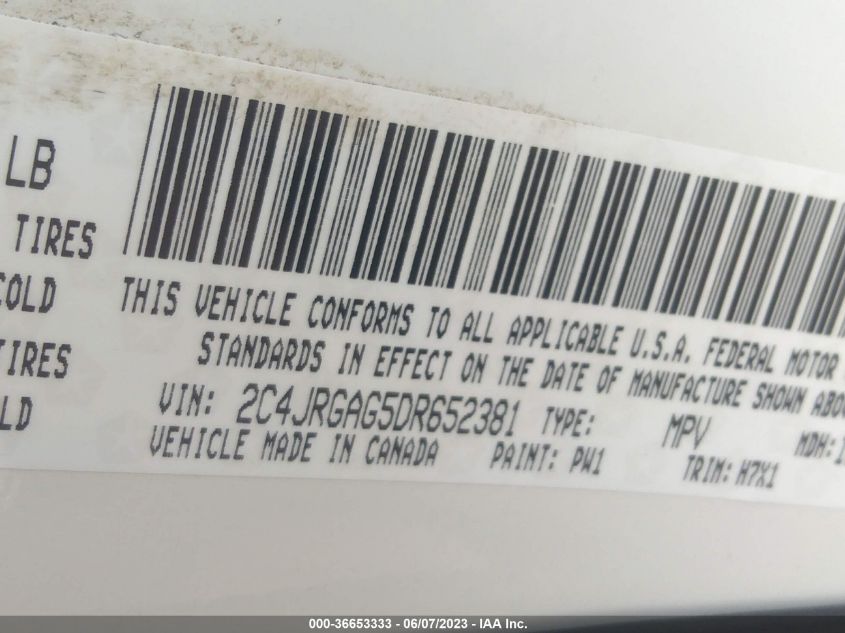 LB
TIRES
COLD
TIRES
LD
THIS VEHICLE CONFORMS TO ALL APPLICABLE U.S.A. FEDERAL MOTOR
STANDARDS IN EFFECT ON THE DATE OF MANUFACTURE SHOWN ABO
VIN: 2C4JRGAG5DR652381 TYPE: MPV MDH:
VEHICLE MADE IN CANADA PAINT: PW1 TRIM: H7X1
000-36653333 - 06/07/2023 - IAA Inc.